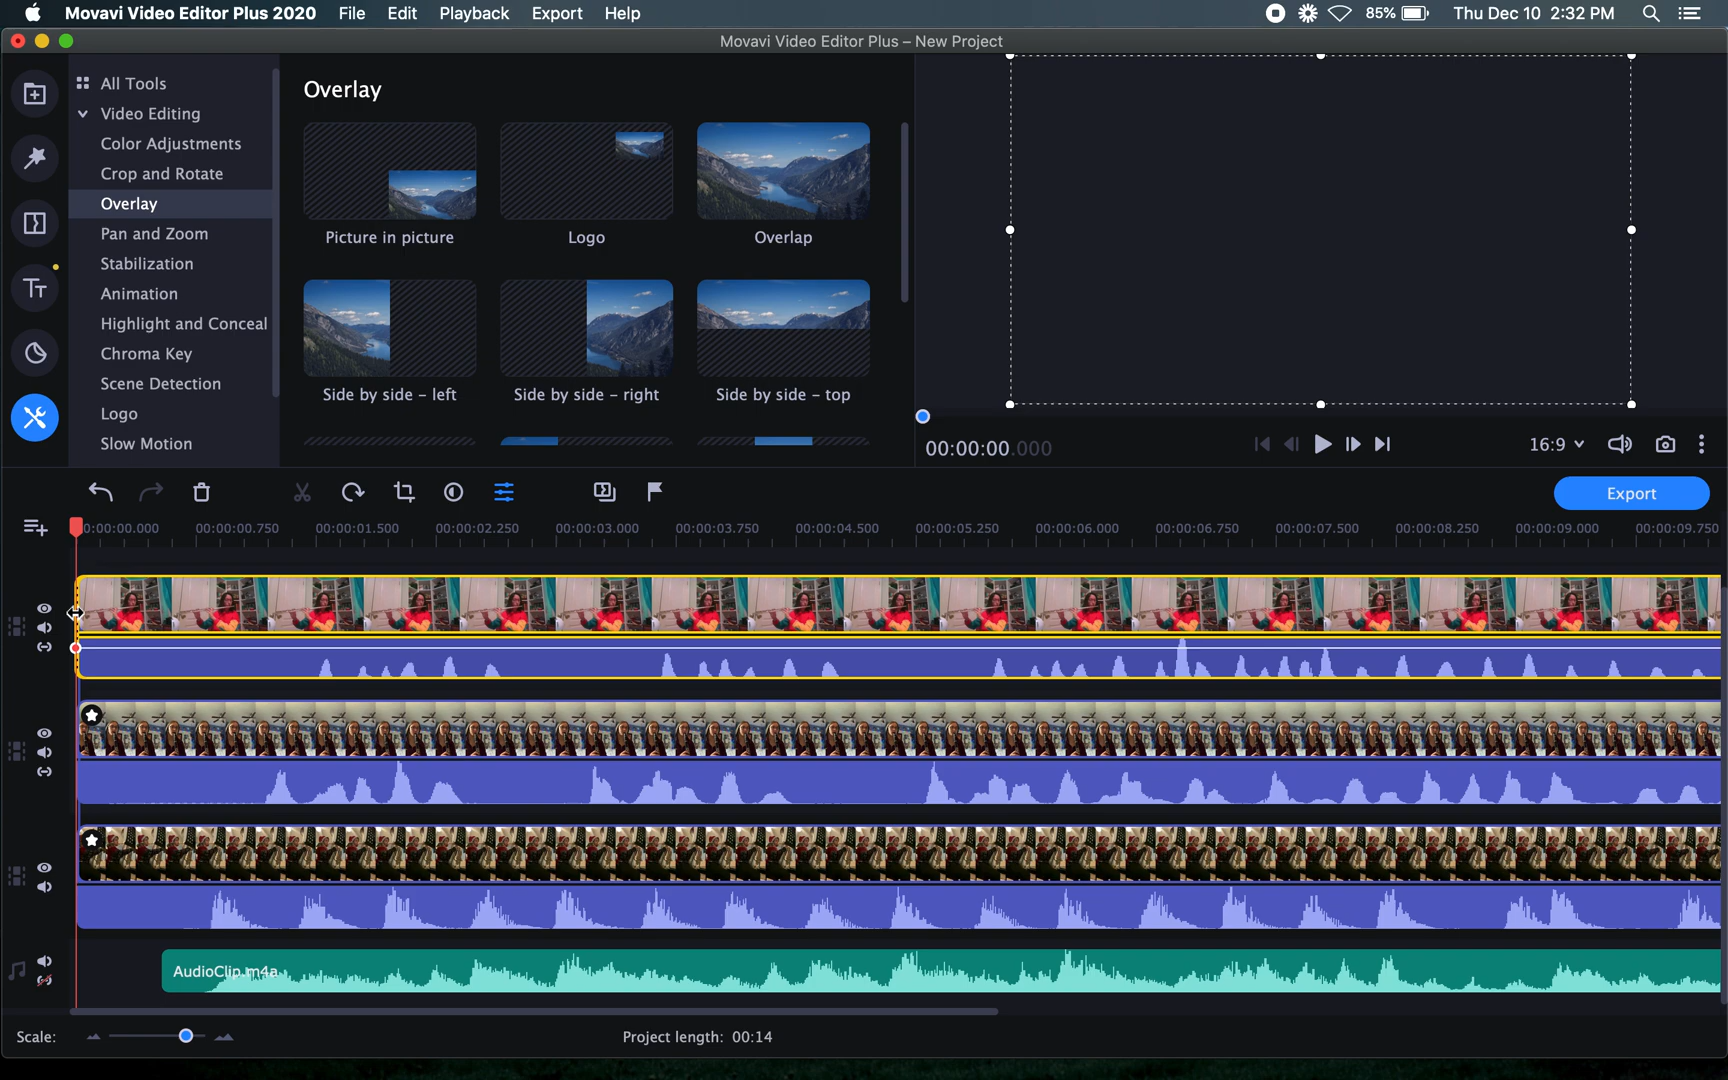 Movavi Video Editor Plus 2020 File Edit Playback Export Help 85% Thu Dec 10 2:32 PM
Movavi Video Editor Plus – New Project
All Tools
Video Editing
Color Adjustments
Crop and Rotate
Overlay
Pan and Zoom
Stabilization
Animation
Highlight and Conceal
Chroma Key
Scene Detection
Logo
Slow Motion
Overlay
Picture in picture Logo Overlap
Side by side – left Side by side – right Side by side – top
00:00:00.000 16:9
Export
0:00:00.000 00:00:00.750 00:00:01.500 00:00:02.250 00:00:03.000 00:00:03.750 00:00:04.500 00:00:05.250 00:00:06.000 00:00:06.750 00:00:07.500 00:00:08.250 00:00:09.000 00:00:09.750
AudioClip.m4a
Scale: Project length: 00:14